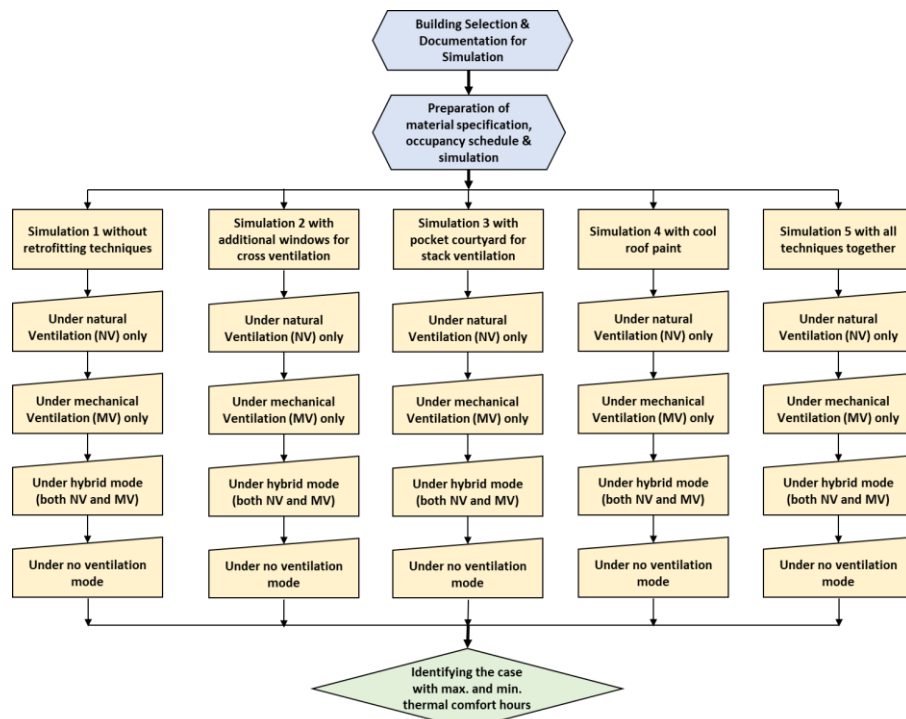 Building Selection &
Documentation for
Simulation
Preparation of
material specification,
occupancy schedule &
simulation
Simulation 1 without
retrofitting techniques
Simulation 2 with
additional windows for
cross ventilation
Simulation 3 with
pocket courtyard for
stack ventilation
Simulation 4 with cool
roof paint
Simulation 5 with all
techniques together
Under natural
Ventilation (NV) only
Under natural
Ventilation (NV) only
Under natural
Ventilation (NV) only
Under natural
Ventilation (NV) only
Under natural
Ventilation (NV) only
Under mechanical
Ventilation (MV) only
Under mechanical
Ventilation (MV) only
Under mechanical
Ventilation (MV) only
Under mechanical
Ventilation (MV) only
Under mechanical
Ventilation (MV) only
Under hybrid mode
(both NV and MV)
Under hybrid mode
(both NV and MV)
Under hybrid mode
(both NV and MV)
Under hybrid mode
(both NV and MV)
Under hybrid mode
(both NV and MV)
Under no ventilation
mode
Under no ventilation
mode
Under no ventilation
mode
Under no ventilation
mode
Under no ventilation
mode
Identifying the case
with max. and min.
thermal comfort hours